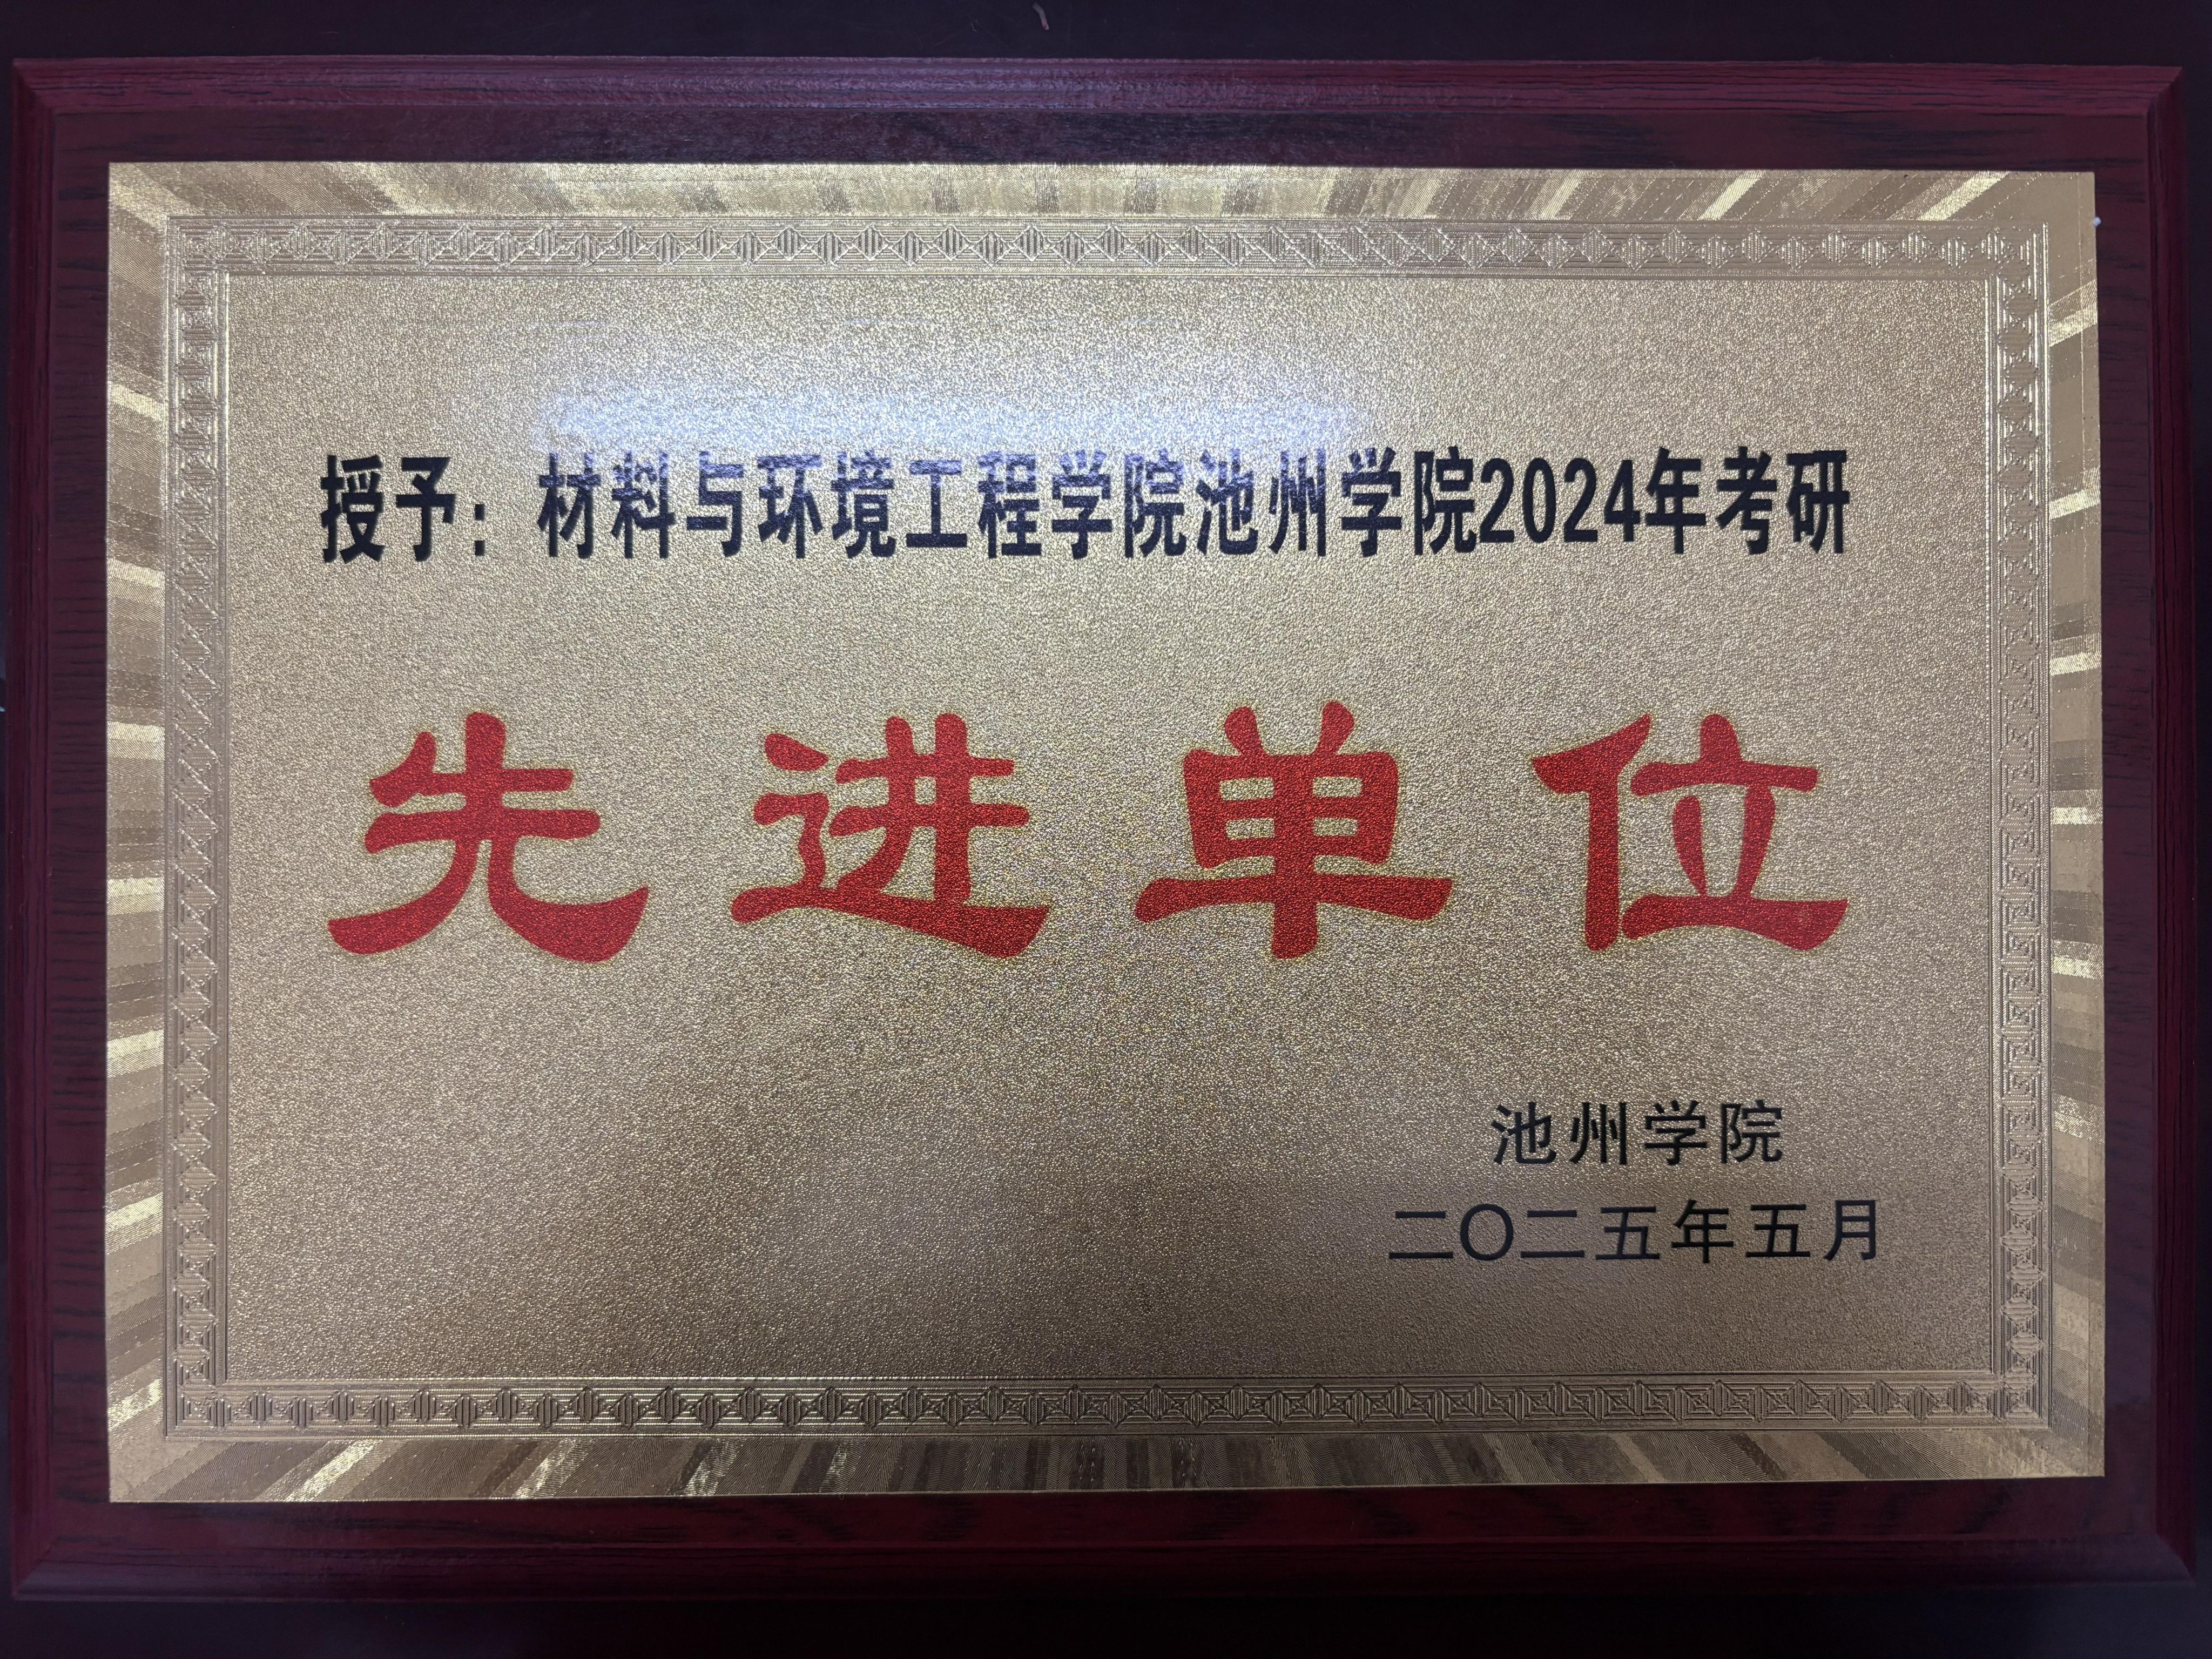 授予：材料与环境工程学院池州学院2024年考研
先进单位
池州学院
二〇二五年五月